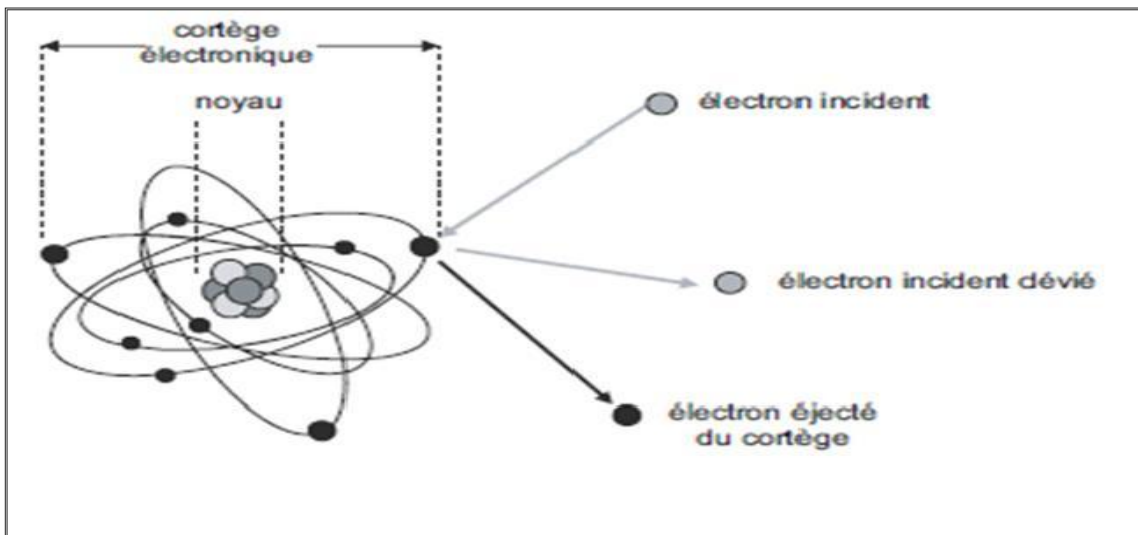 cortège
électronique
noyau
électron incident
électron incident dévié
électron éjecté
du cortège